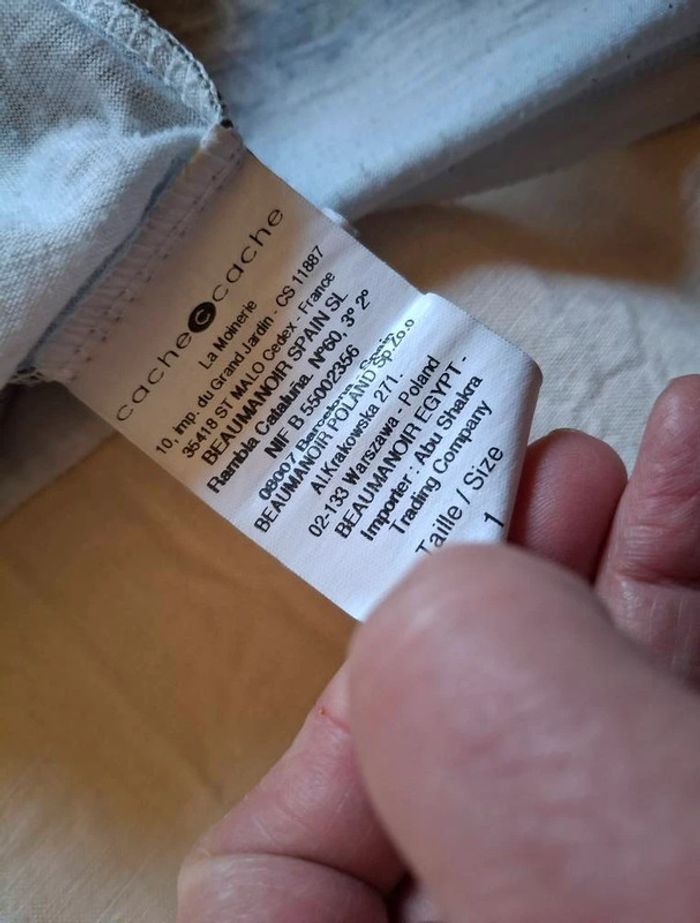 cache C cache
La Moinerie
10, imp. du Grand Jardin - CS 11887
35418 ST MALO Cedex - France
BEAUMANOIR SPAIN SL
Rambla Cataluña, Nº60, 3º 2º
NIF B 55002356
08007 Barcelona
BEAUMANOIR POLAND Sp.Zo.o
Al.Krakowska 271.
02-133 Warszawa - Poland
BEAUMANOIR EGYPT -
Importer : Abu Shakra
Trading Company
Taille / Size
1